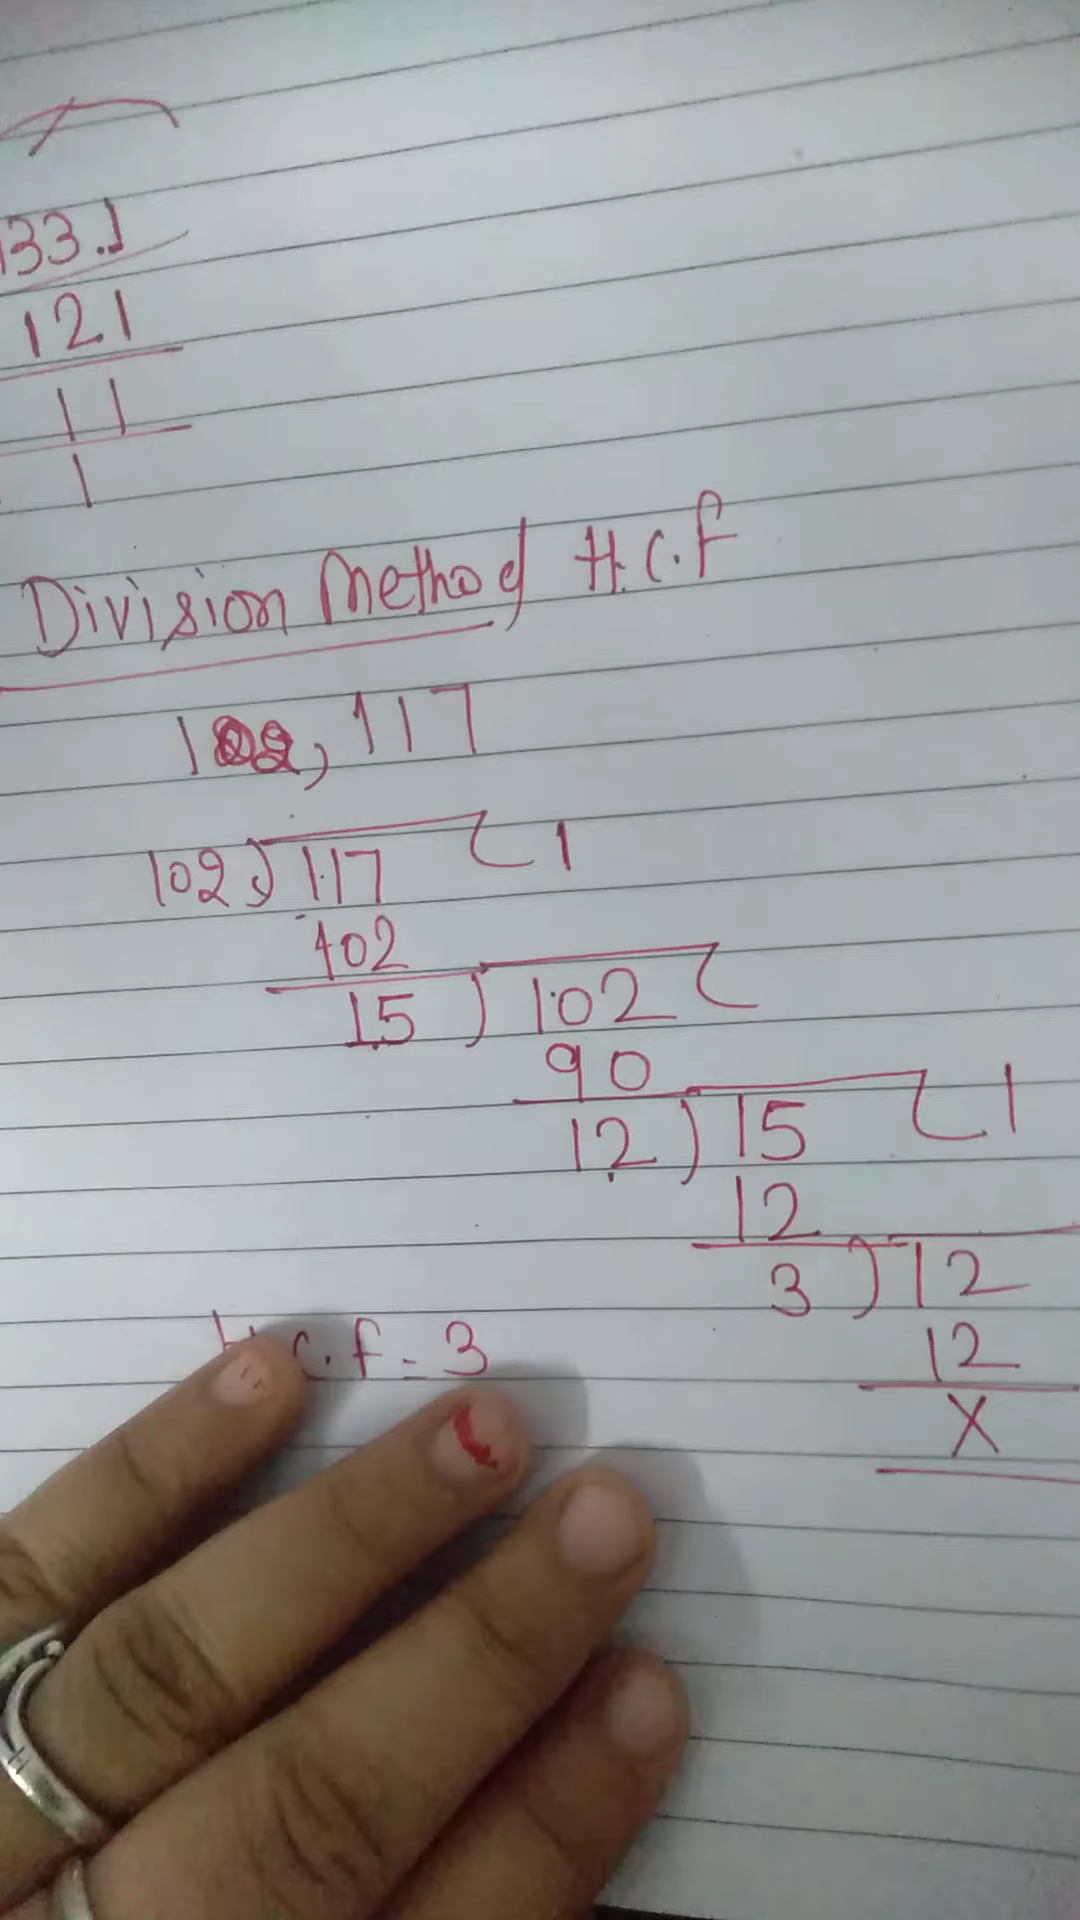 133.1
121
11
1
Division Method H.C.F
102, 117
102) 117 ( 1
102
15) 102 (
90
12) 15 ( 1
12
3) 12
H.C.F = 3
12
X